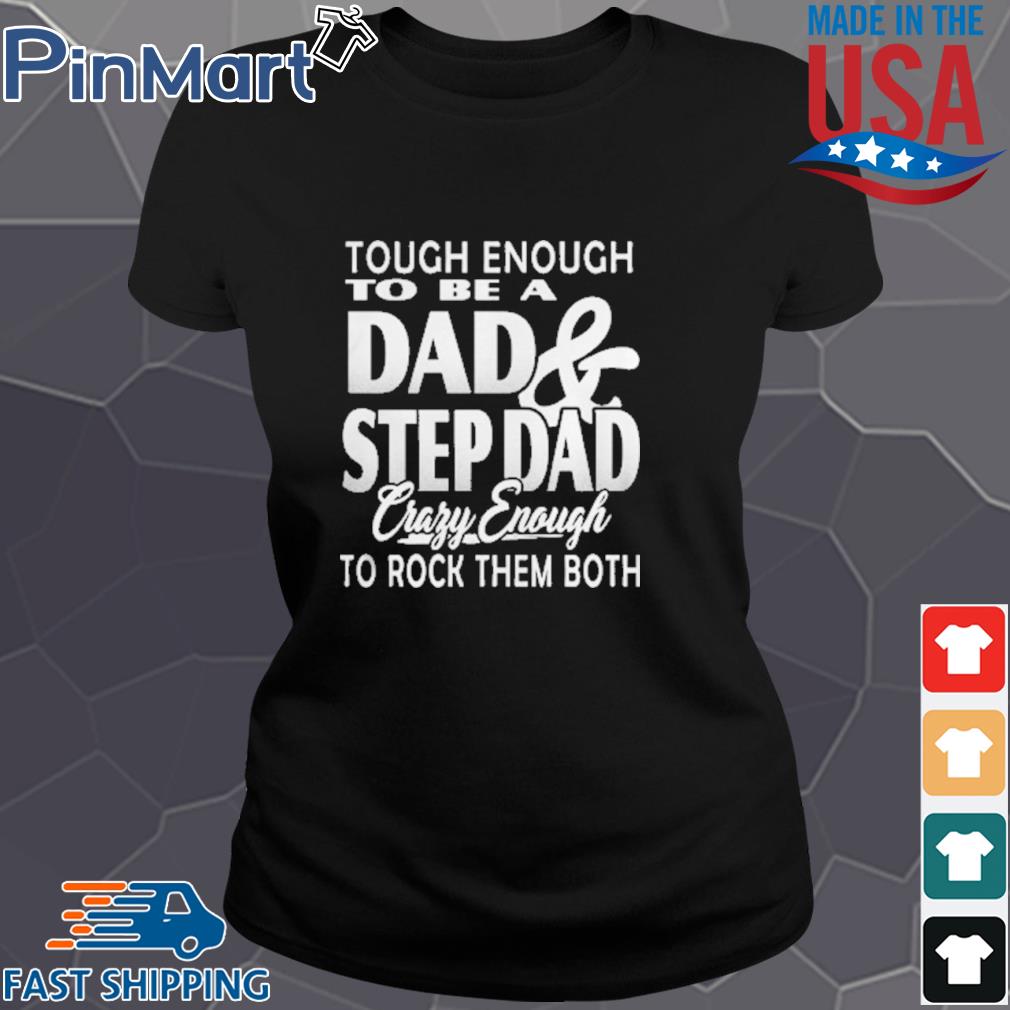 PinMart
MADE IN THE
USA
TOUGH ENOUGH
TO BE A
DAD &
STEP DAD
Crazy Enough
TO ROCK THEM BOTH
FAST SHIPPING